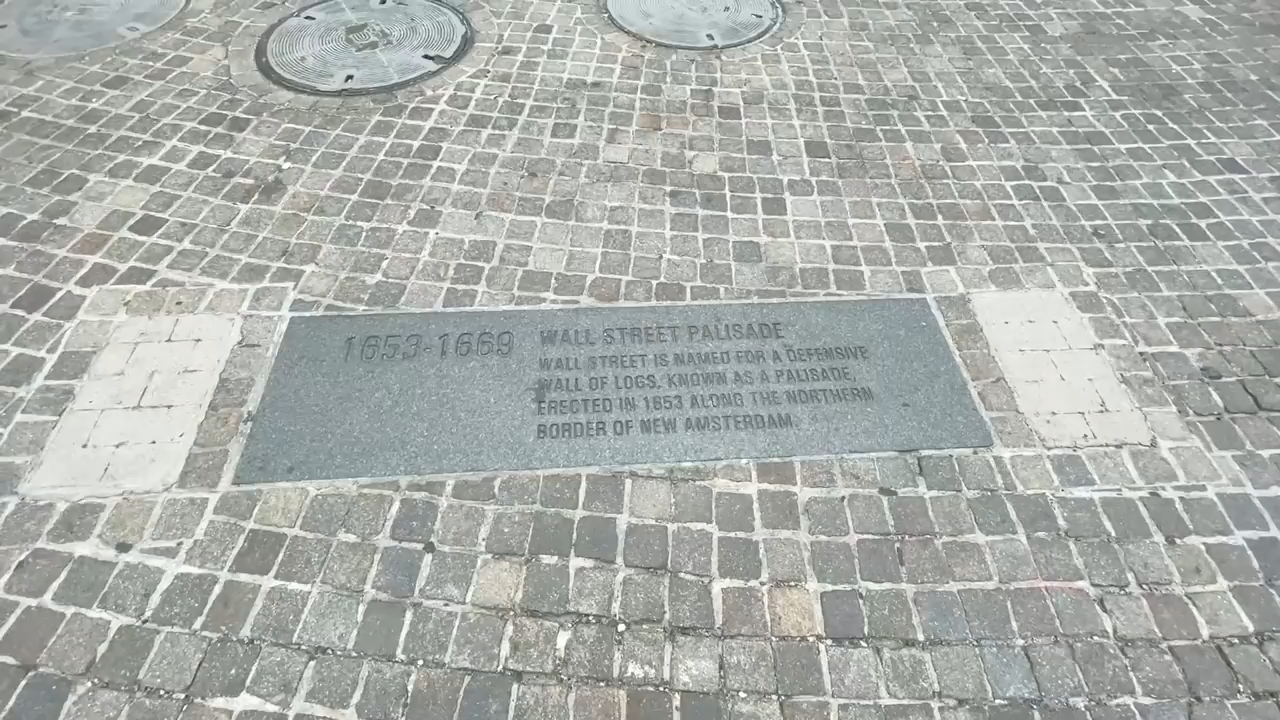 1653-1669
WALL STREET PALISADE
WALL STREET IS NAMED FOR A DEFENSIVE
WALL OF LOGS, KNOWN AS A PALISADE,
ERECTED IN 1653 ALONG THE NORTHERN
BORDER OF NEW AMSTERDAM.